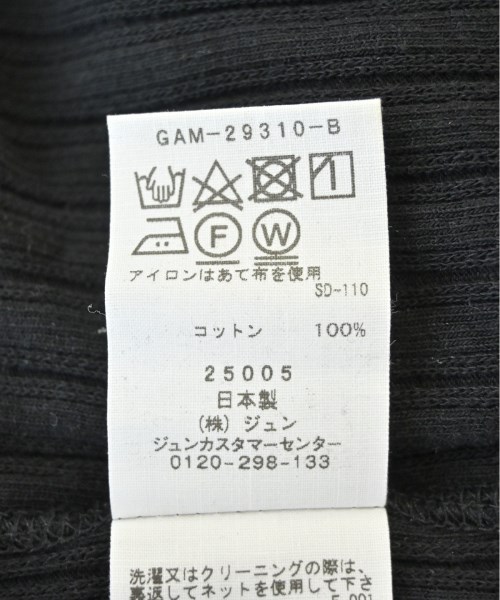 GAM-29310-B
F W
アイロンはあて布を使用
SD-110
コットン 100%
25005
日本製
(株) ジュン
ジュンカスタマーセンター
0120-298-133
洗濯又はクリーニングの際は、
裏返してネットを使用して下さ